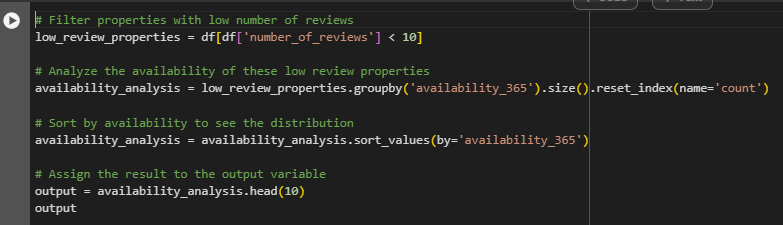 # Filter properties with low number of reviews
low_review_properties = df[df['number_of_reviews'] < 10]

# Analyze the availability of these low review properties
availability_analysis = low_review_properties.groupby('availability_365').size().reset_index(name='count')

# Sort by availability to see the distribution
availability_analysis = availability_analysis.sort_values(by='availability_365')

# Assign the result to the output variable
output = availability_analysis.head(10)
output